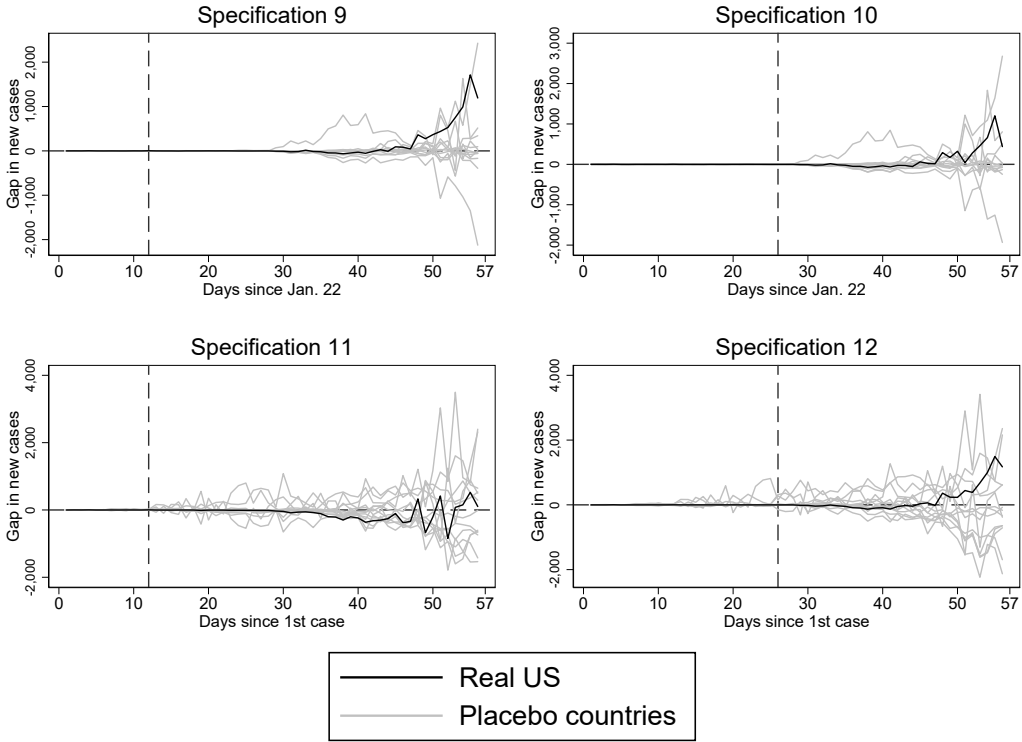 Specification 9
Gap in new cases
2,000
1,000
0
-1,000
-2,000
0 10 20 30 40 50 57
Days since Jan. 22
Specification 10
Gap in new cases
3,000
2,000
1,000
0
-1,000
-2,000
0 10 20 30 40 50 57
Days since Jan. 22
Specification 11
Gap in new cases
4,000
2,000
0
-2,000
0 10 20 30 40 50 57
Days since 1st case
Specification 12
Gap in new cases
4,000
2,000
0
-2,000
0 10 20 30 40 50 57
Days since 1st case
Real US
Placebo countries